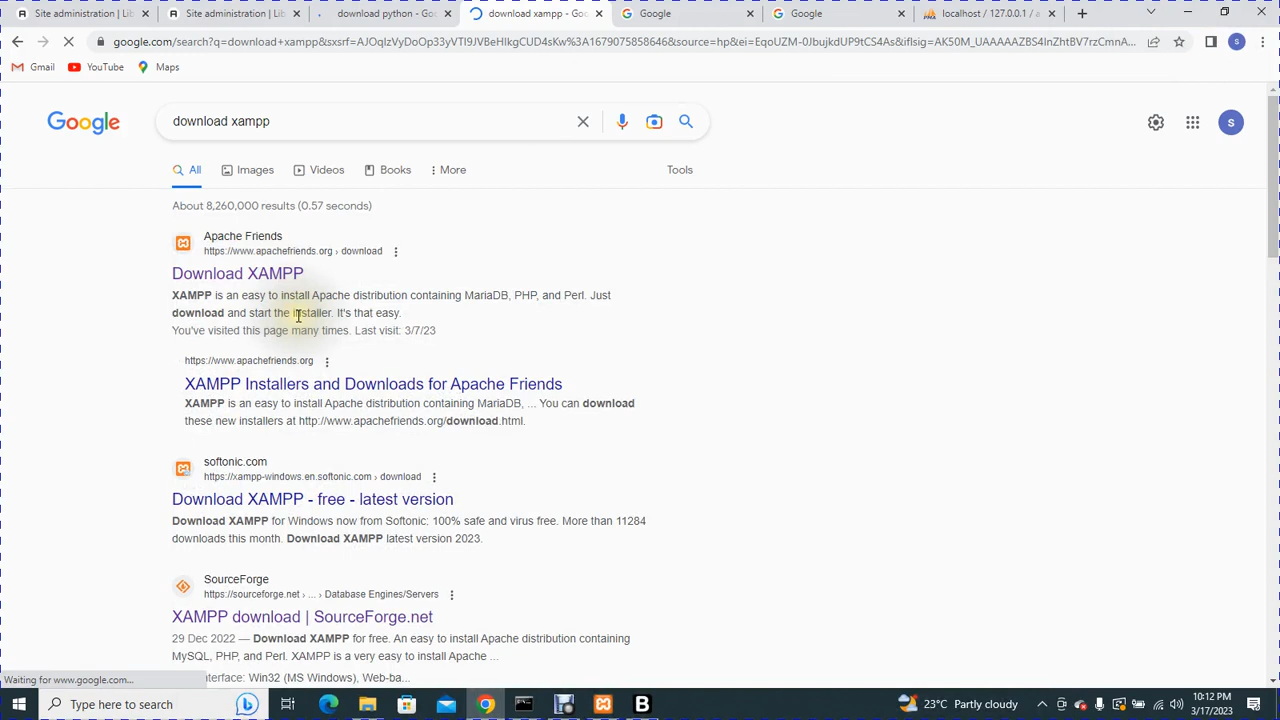 Site administration | Lib
Site administration | Lib
download python - Go
download xampp - Goo
Google
Google
localhost / 127.0.0.1 / a
google.com/search?q=download+xampp&sxsrf=AJOqlzVyDoOp33yVTI9JVBeHIkgCUD4sKw%3A1679075858646&source=hp&ei=EqoUZM-0JbujkdUP9tCS4As&iflsig=AK50M_UAAAAAZBS4InZhtBV7rzCmnA...
S
Gmail
YouTube
Maps
Google
download xampp
S
All
Images
Videos
Books
More
Tools
About 8,260,000 results (0.57 seconds)
Apache Friends
https://www.apachefriends.org › download
Download XAMPP
XAMPP is an easy to install Apache distribution containing MariaDB, PHP, and Perl. Just
download and start the installer. It's that easy.
You've visited this page many times. Last visit: 3/7/23
https://www.apachefriends.org
XAMPP Installers and Downloads for Apache Friends
XAMPP is an easy to install Apache distribution containing MariaDB, ... You can download
these new installers at http://www.apachefriends.org/download.html.
softonic.com
https://xampp-windows.en.softonic.com › download
Download XAMPP - free - latest version
Download XAMPP for Windows now from Softonic: 100% safe and virus free. More than 11284
downloads this month. Download XAMPP latest version 2023.
SourceForge
https://sourceforge.net › ... › Database Engines/Servers
XAMPP download | SourceForge.net
29 Dec 2022 — Download XAMPP for free. An easy to install Apache distribution containing
MySQL, PHP, and Perl. XAMPP is a very easy to install Apache ...
terface: Win32 (MS Windows), Web-ba...
Waiting for www.google.com...
Type here to search
B
23°C Partly cloudy
10:12 PM
3/17/2023